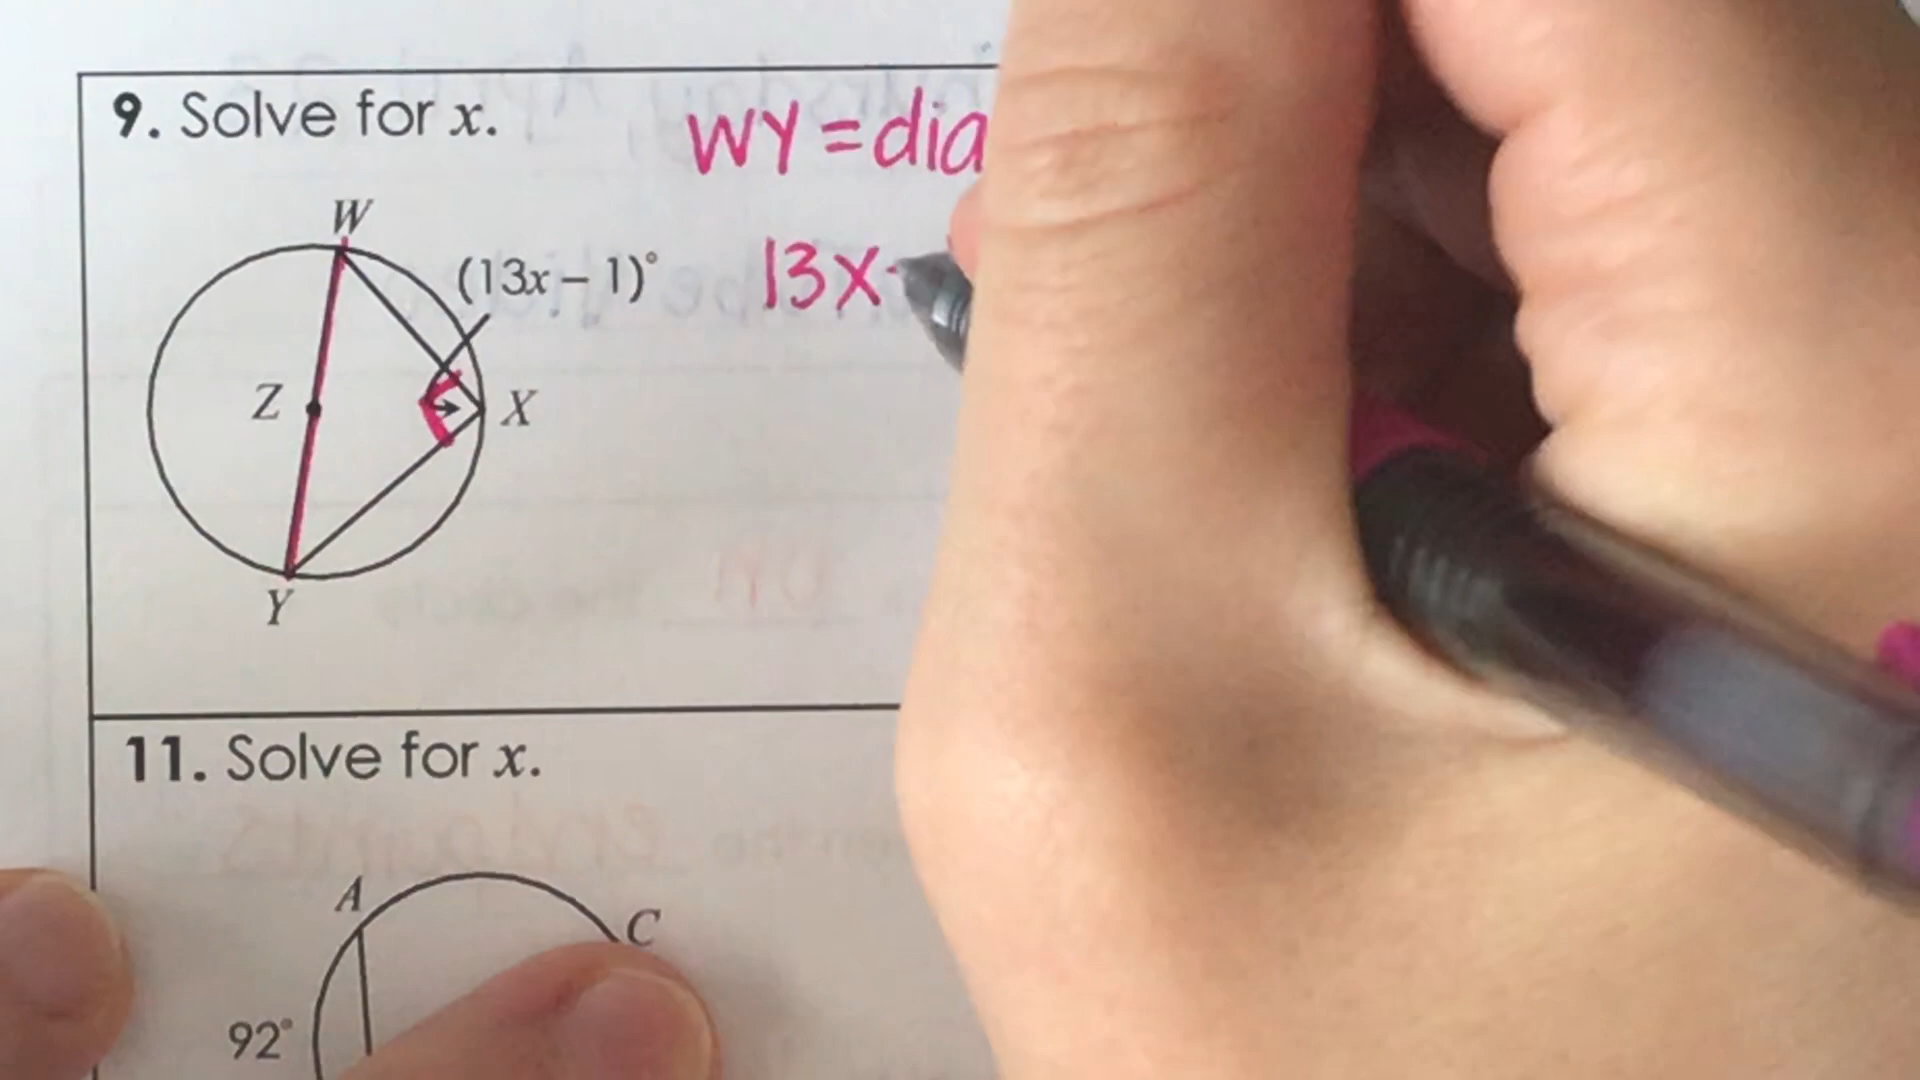 9. Solve for x.
WY = dia
W
(13x – 1)°
13x-
Z
X
Y
11. Solve for x.
A
C
92°